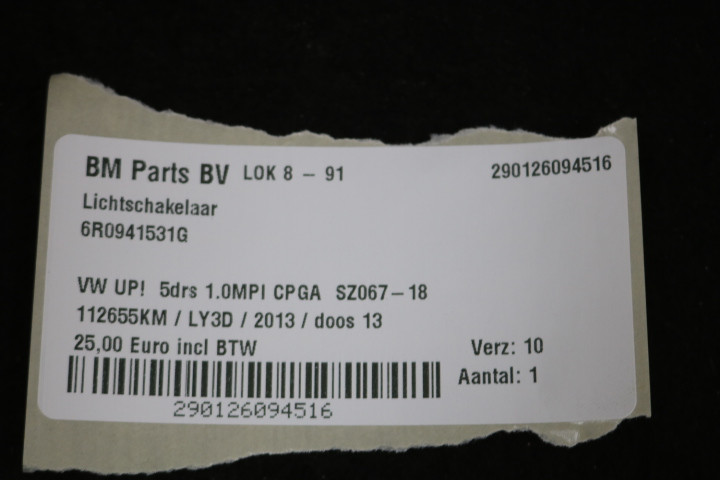 BM Parts BV LOK 8 - 91 290126094516
Lichtschakelaar
6R0941531G
VW UP! 5drs 1.0MPI CPGA SZ067-18
112655KM / LY3D / 2013 / doos 13
25,00 Euro incl BTW Verz: 10
Aantal: 1
290126094516